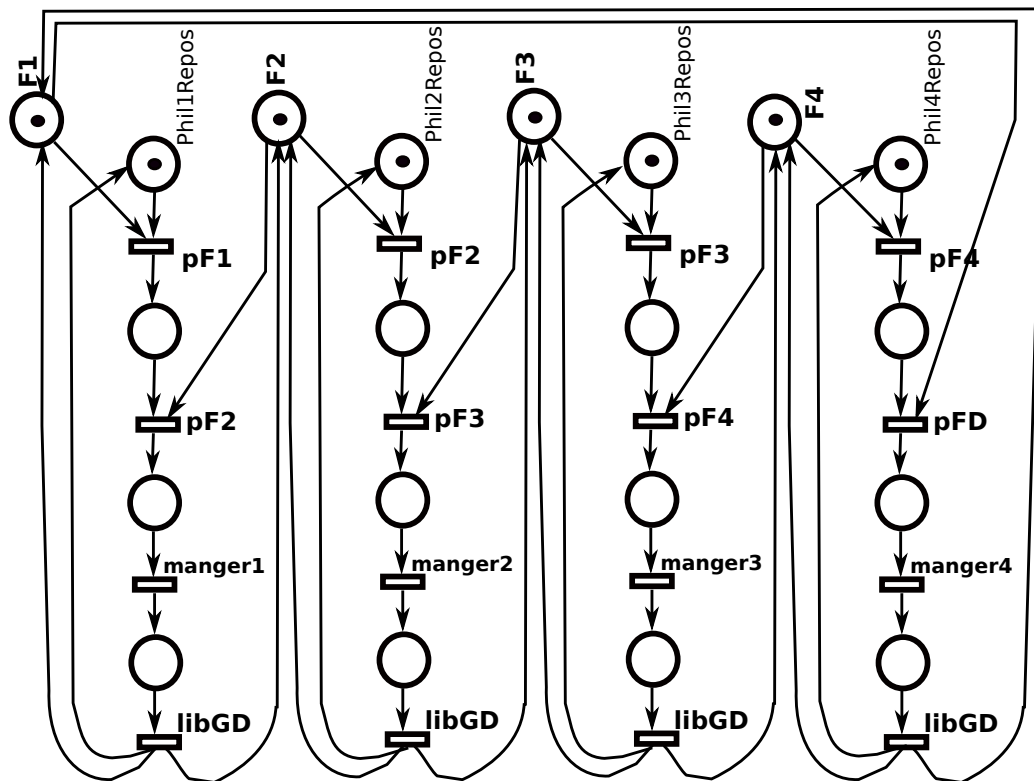 F1
Phil1Repos
F2
Phil2Repos
F3
Phil3Repos
F4
Phil4Repos
pF1
pF2
pF3
pF4
pF2
pF3
pF4
pFD
manger1
manger2
manger3
manger4
libGD
libGD
libGD
libGD